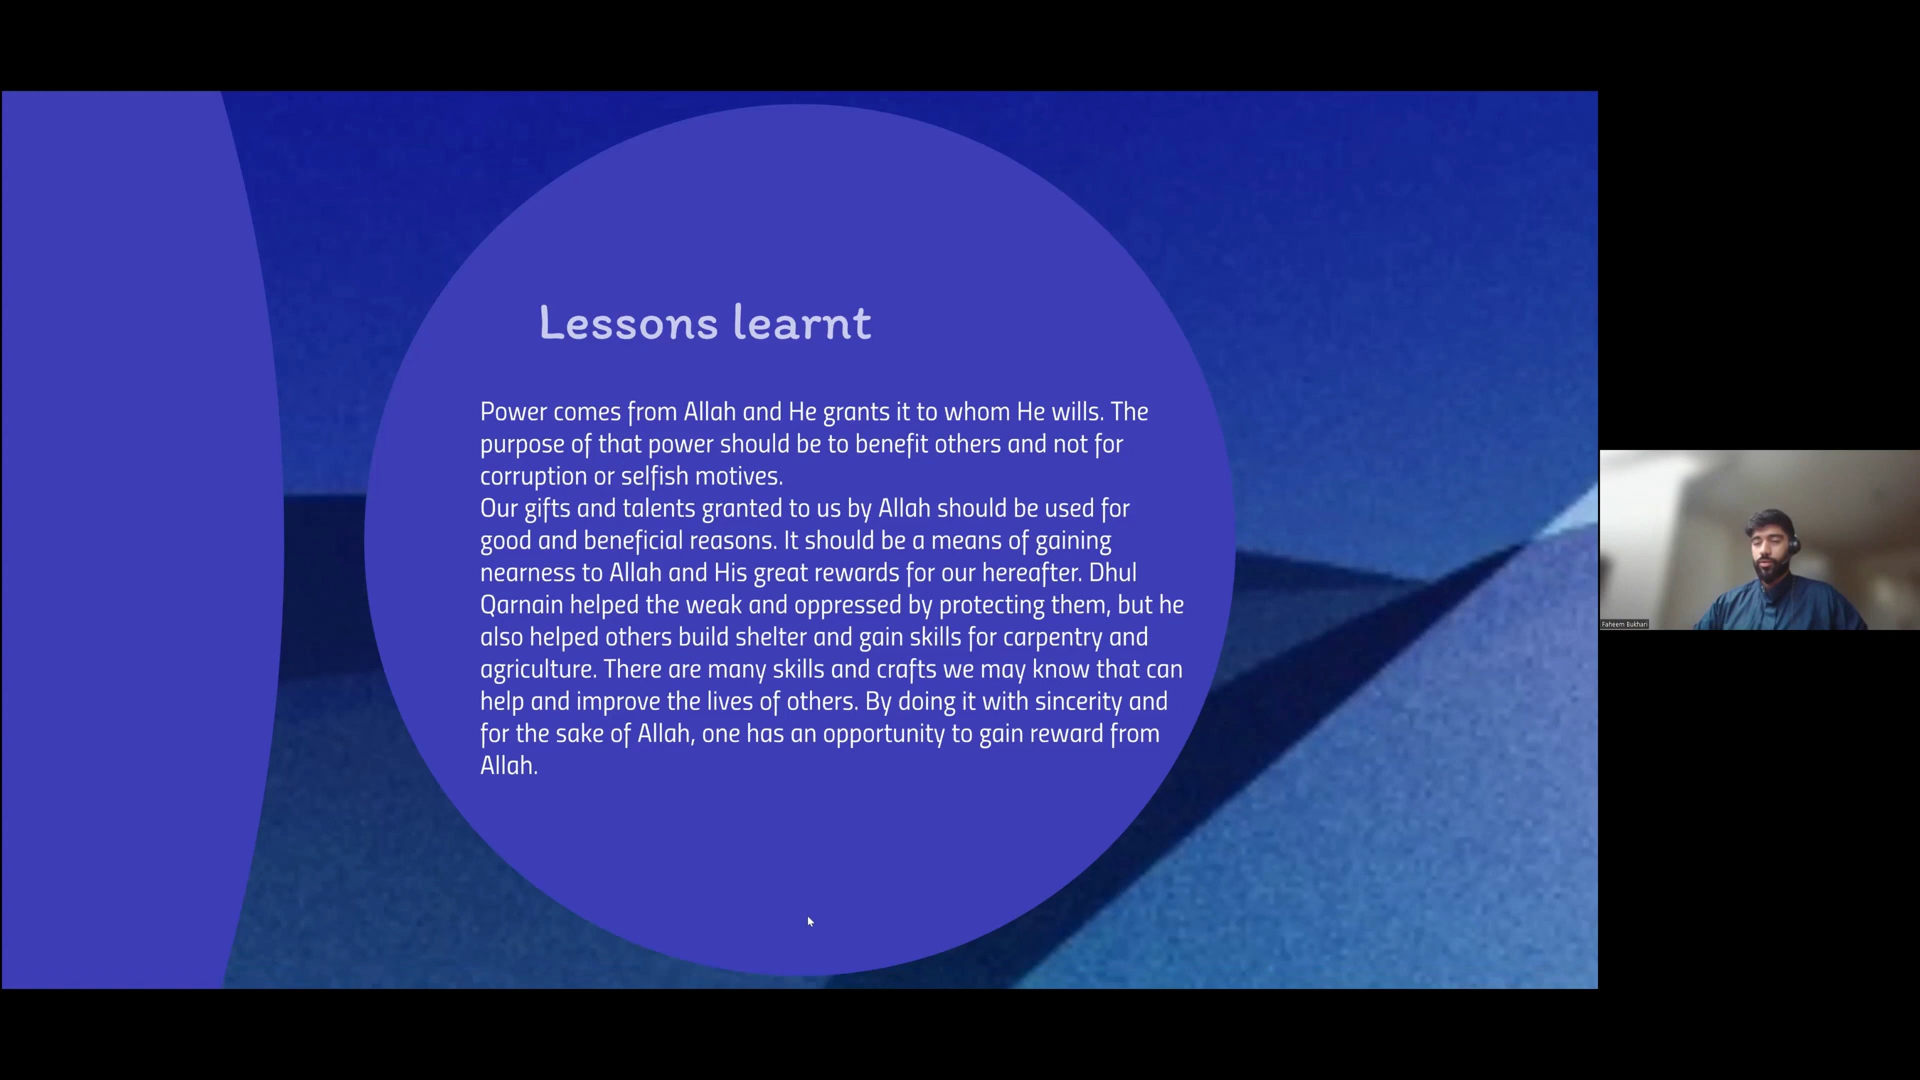 Lessons learnt
Power comes from Allah and He grants it to whom He wills. The
purpose of that power should be to benefit others and not for
corruption or selfish motives.
Our gifts and talents granted to us by Allah should be used for
good and beneficial reasons. It should be a means of gaining
nearness to Allah and His great rewards for our hereafter. Dhul
Qarnain helped the weak and oppressed by protecting them, but he
also helped others build shelter and gain skills for carpentry and
agriculture. There are many skills and crafts we may know that can
help and improve the lives of others. By doing it with sincerity and
for the sake of Allah, one has an opportunity to gain reward from
Allah.
Faheem Bukhari